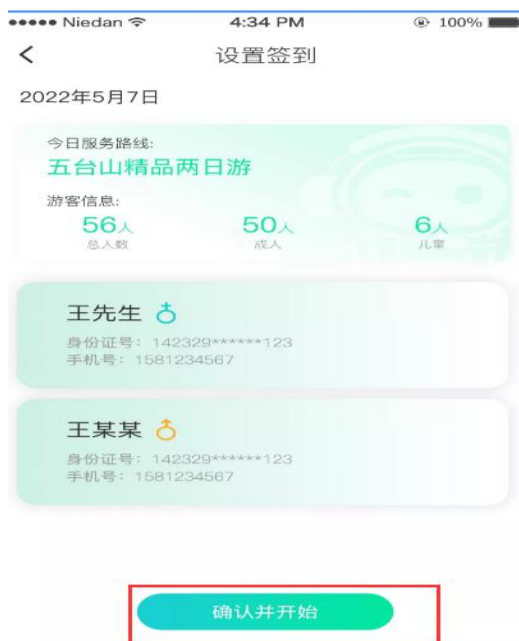 Niedan 4:34 PM 100%
设置签到
2022年5月7日
今日服务路线:
五台山精品两日游
游客信息:
56人 50人 6人
总人数 成人 儿童
王先生
身份证号: 142329******123
手机号: 1581234567
王某某
身份证号: 142329******123
手机号: 1581234567
确认并开始